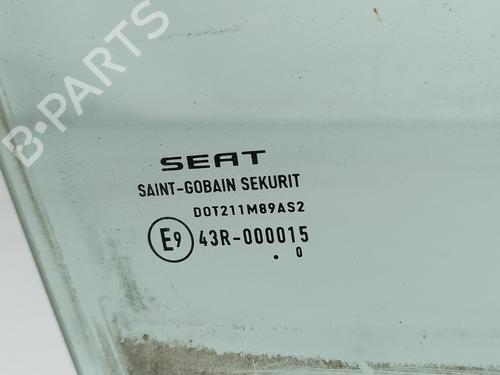 B-PARTS
SEAT
SAINT-GOBAIN SEKURIT
DOT211M89AS2
E9 43R-000015
. 0